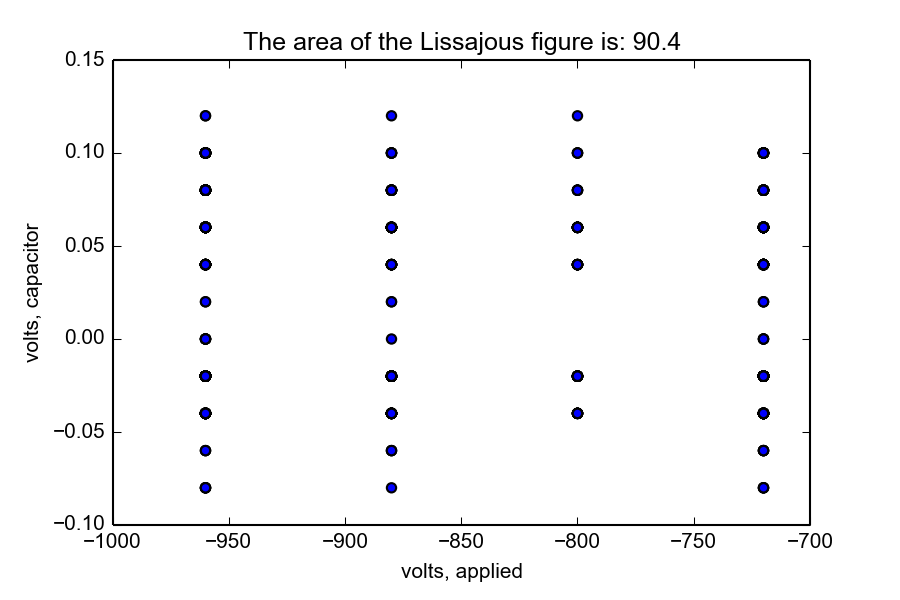 The area of the Lissajous figure is: 90.4
0.15
0.10
0.05
0.00
−0.05
−0.10
volts, capacitor
−1000 −950 −900 −850 −800 −750 −700
volts, applied